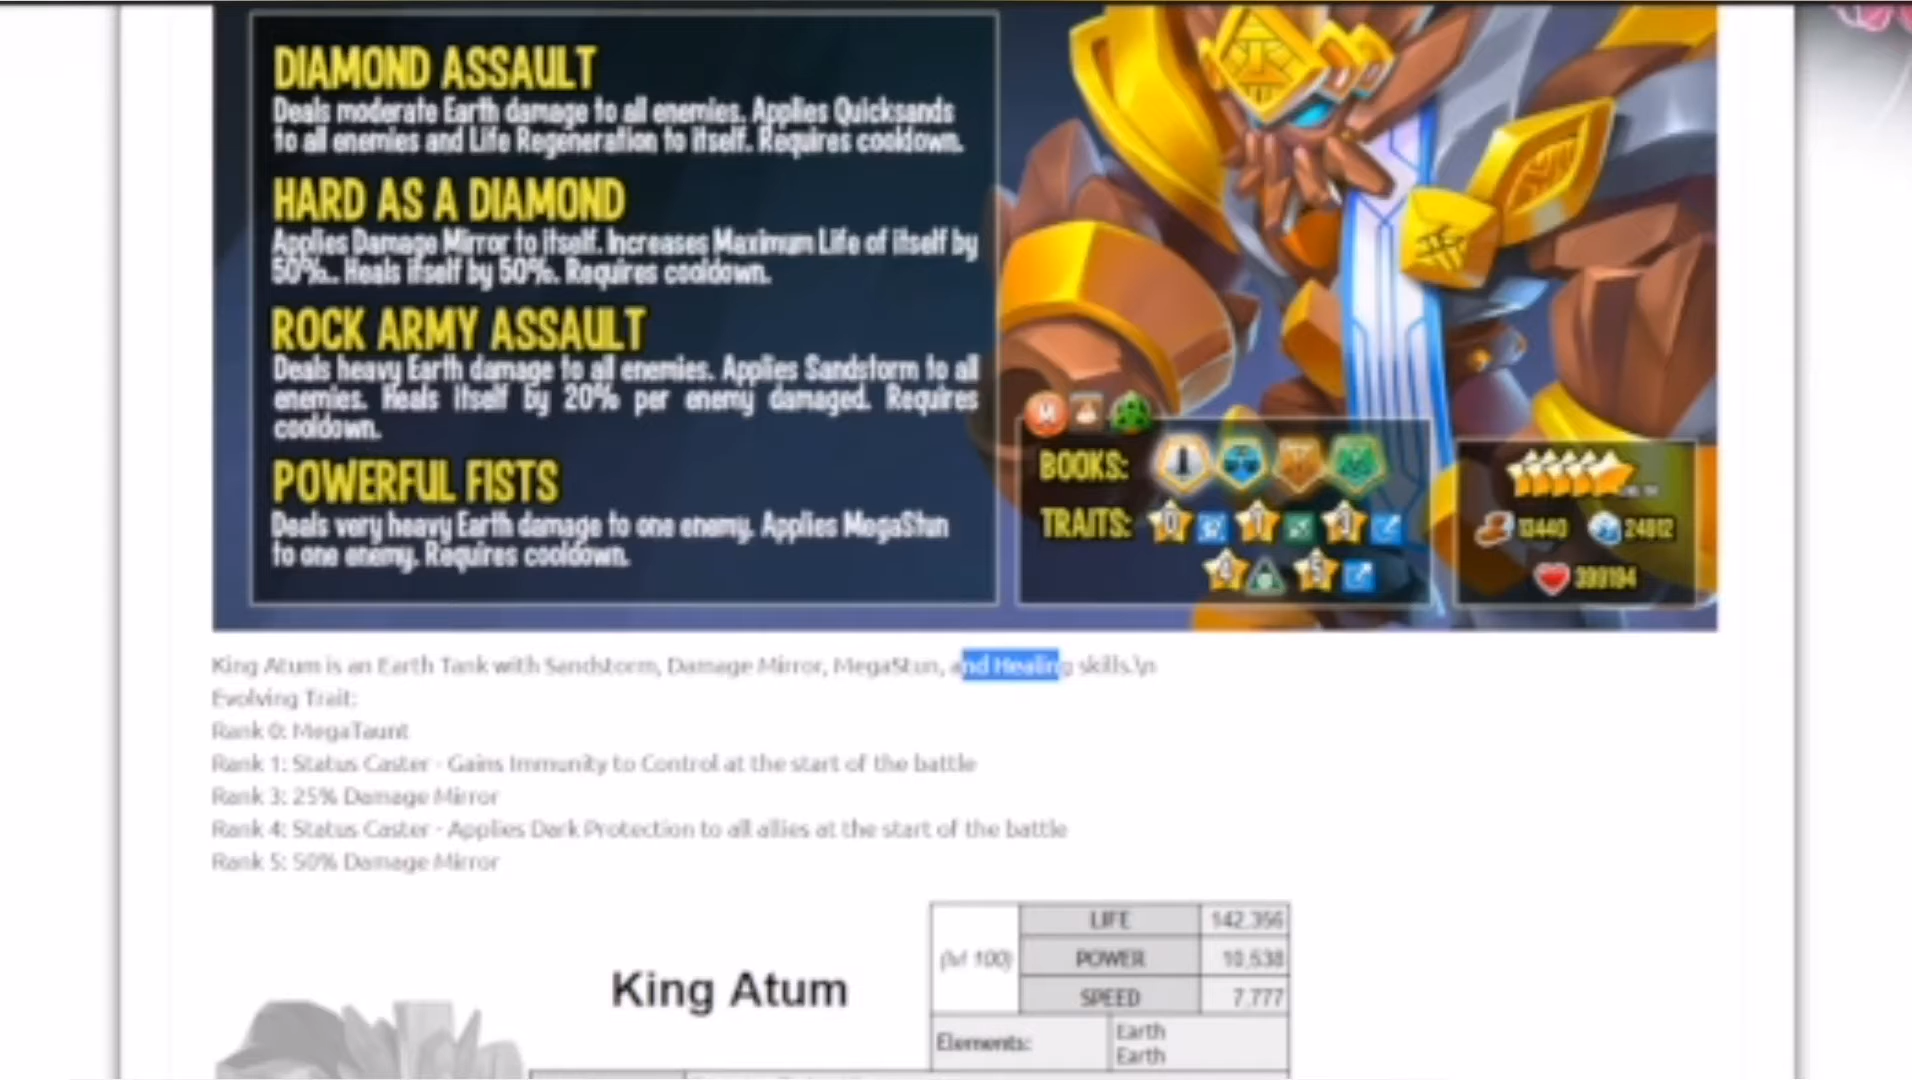 DIAMOND ASSAULT
Deals moderate Earth damage to all enemies. Applies Quicksands
to all enemies and Life Regeneration to itself. Requires cooldown.
HARD AS A DIAMOND
Applies Damage Mirror to itself. Increases Maximum Life of itself by
50%.. Heals itself by 50%. Requires cooldown.
ROCK ARMY ASSAULT
Deals heavy Earth damage to all enemies. Applies Sandstorm to all
enemies. Heals itself by 20% per enemy damaged. Requires
cooldown.
POWERFUL FISTS
Deals very heavy Earth damage to one enemy. Applies MegaStun
to one enemy. Requires cooldown.
BOOKS:
TRAITS: 0 1 3
4 5
13440 24812
399194
King Atum is an Earth Tank with Sandstorm, Damage Mirror, MegaStun, and Healing skills.\n
Evolving Trait:
Rank 0: MegaTaunt
Rank 1: Status Caster - Gains Immunity to Control at the start of the battle
Rank 3: 25% Damage Mirror
Rank 4: Status Caster - Applies Dark Protection to all allies at the start of the battle
Rank 5: 50% Damage Mirror
King Atum
(lvl 100)
LIFE 142,356
POWER 10,538
SPEED 7,777
Elements: Earth
Earth